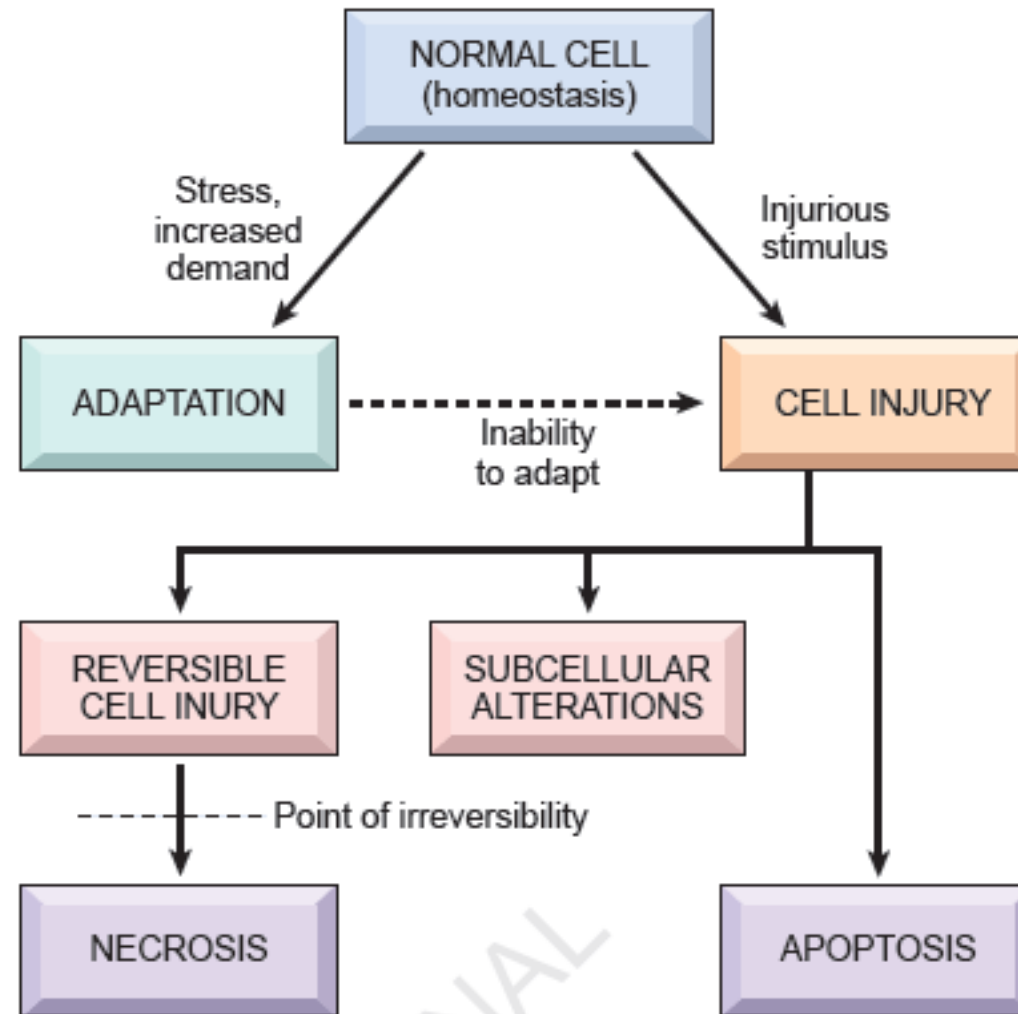 NORMAL CELL
(homeostasis)
Stress,
increased
demand
Injurious
stimulus
ADAPTATION
CELL INJURY
Inability
to adapt
REVERSIBLE
CELL INURY
SUBCELLULAR
ALTERATIONS
Point of irreversibility
NECROSIS
APOPTOSIS